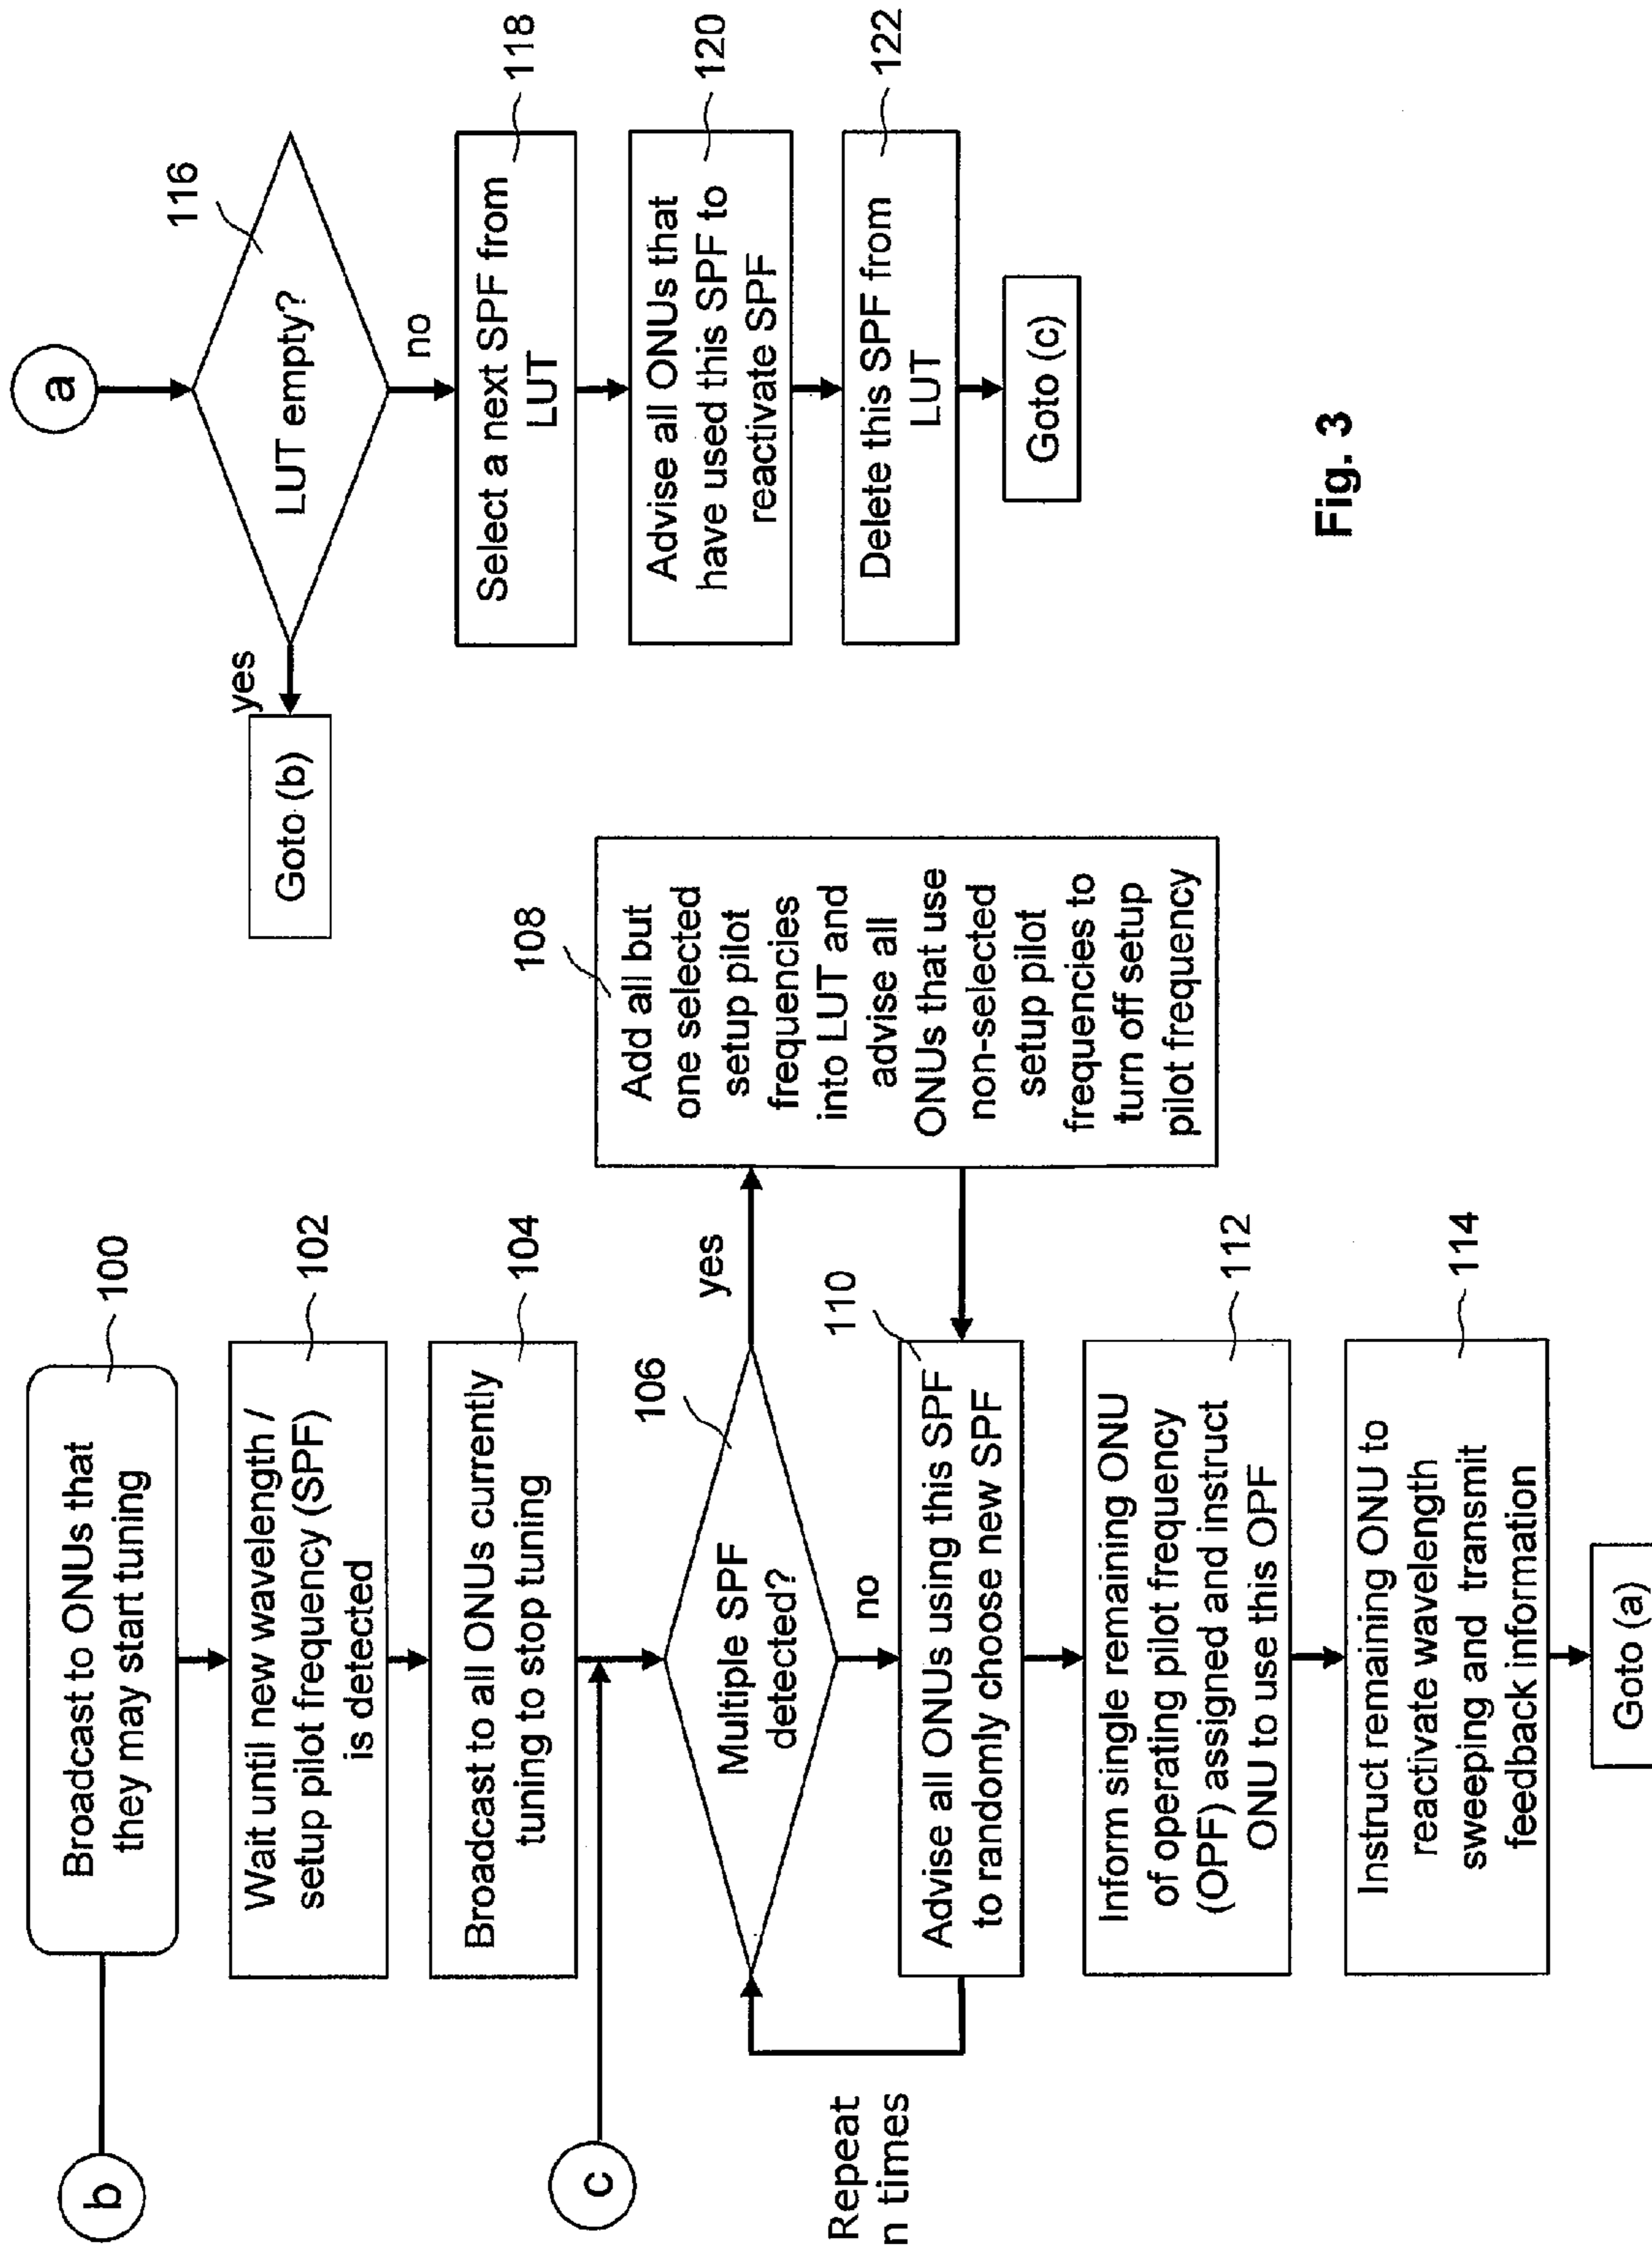 b
Broadcast to ONUs that
they may start tuning
100
Wait until new wavelength /
setup pilot frequency (SPF)
is detected
102
Broadcast to all ONUs currently
tuning to stop tuning
104
c
Multiple SPF
detected?
106
yes
no
Add all but
one selected
setup pilot
frequencies
into LUT and
advise all
ONUs that use
non-selected
setup pilot
frequencies to
turn off setup
pilot frequency
108
Repeat
n times
Advise all ONUs using this SPF
to randomly choose new SPF
110
Inform single remaining ONU
of operating pilot frequency
(OPF) assigned and instruct
ONU to use this OPF
112
Instruct remaining ONU to
reactivate wavelength
sweeping and transmit
feedback information
114
Goto (a)
a
LUT empty?
116
yes
Goto (b)
no
Select a next SPF from
LUT
118
Advise all ONUs that
have used this SPF to
reactivate SPF
120
Delete this SPF from
LUT
122
Goto (c)
Fig. 3